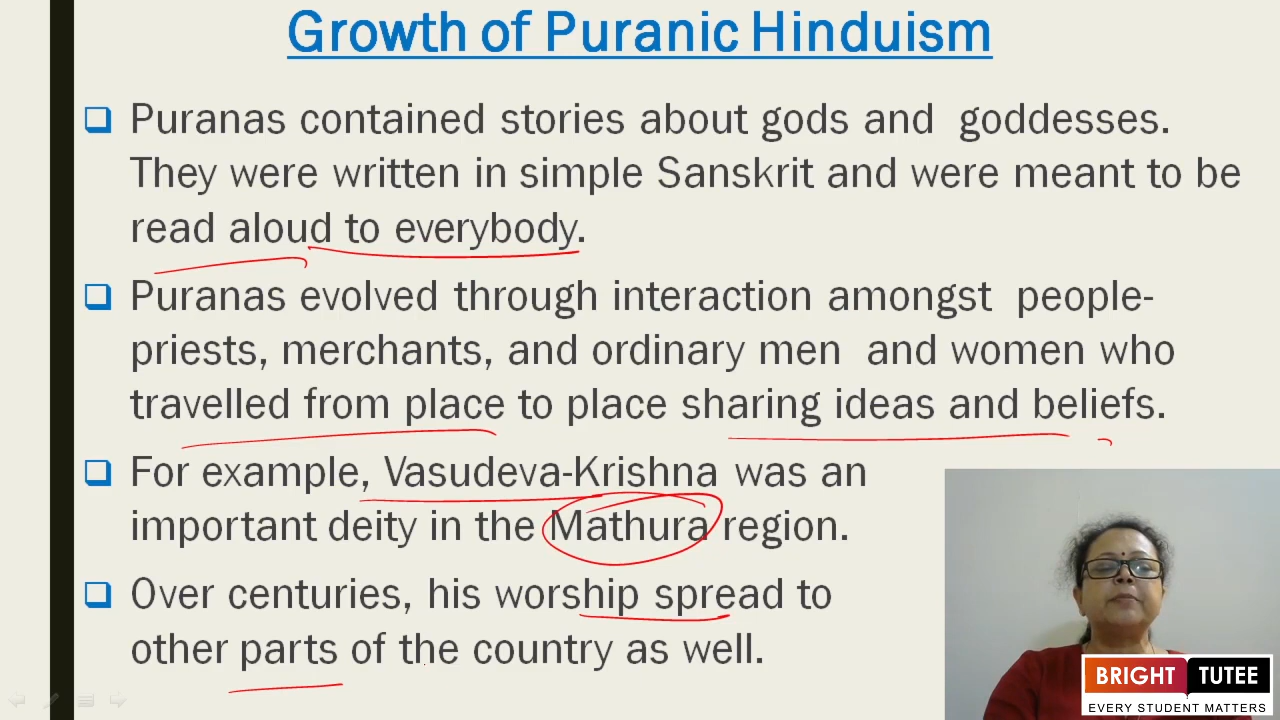 Growth of Puranic Hinduism
Puranas contained stories about gods and goddesses.
They were written in simple Sanskrit and were meant to be
read aloud to everybody.
Puranas evolved through interaction amongst people-
priests, merchants, and ordinary men and women who
travelled from place to place sharing ideas and beliefs.
For example, Vasudeva-Krishna was an
important deity in the Mathura region.
Over centuries, his worship spread to
other parts of the country as well.
BRIGHT TUTEE
EVERY STUDENT MATTERS